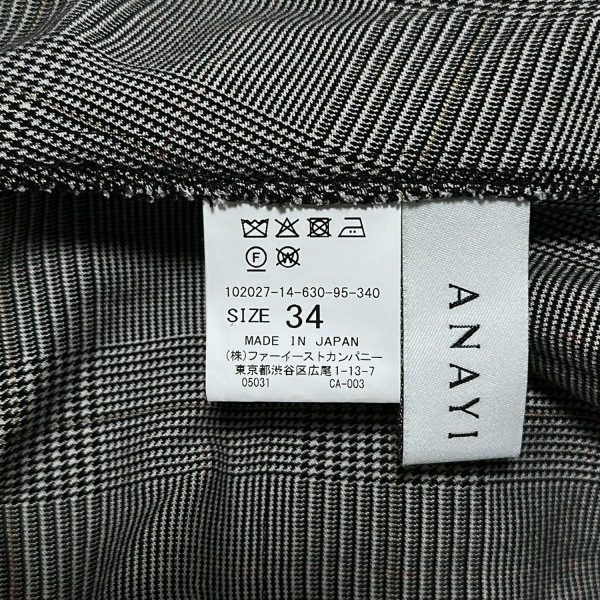 102027-14-630-95-340
SIZE 34
MADE IN JAPAN
(株)ファーイーストカンパニー
東京都渋谷区広尾1-13-7
05031 CA-003
ANAYI